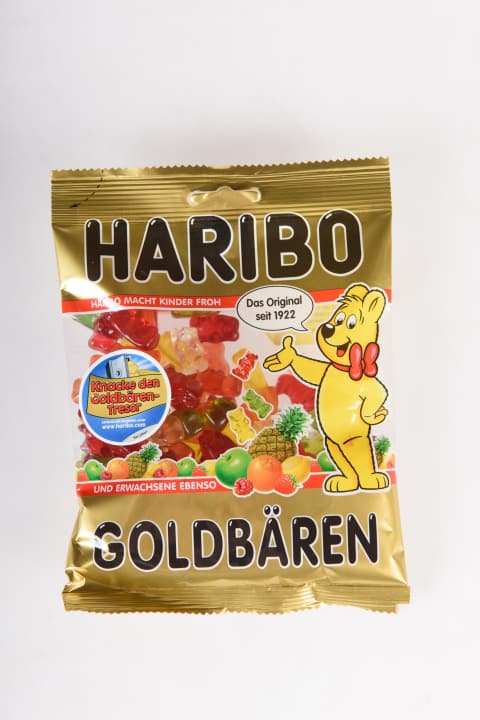 HARIBO
HARIBO MACHT KINDER FROH
Das Original
seit 1922
Knacke den
Goldbären-
Tresor
www.haribo.com
UND ERWACHSENE EBENSO
GOLDBÄREN